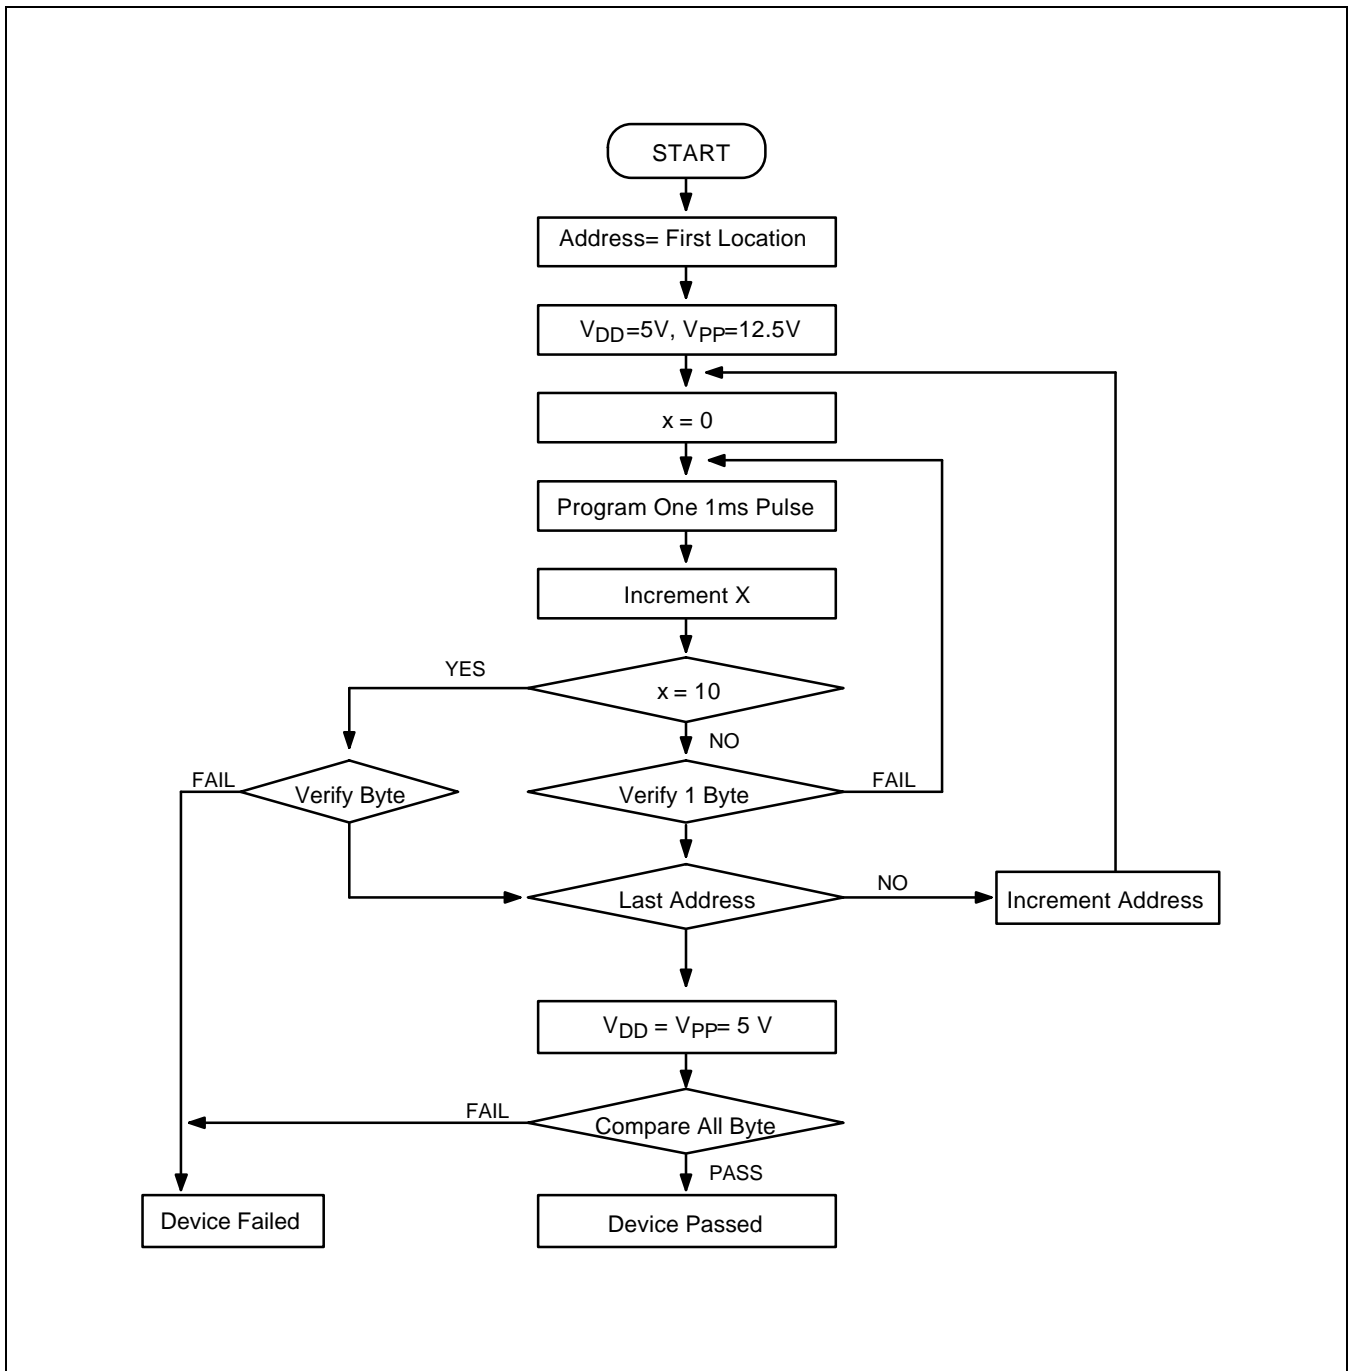 START
Address= First Location
VDD=5V, VPP=12.5V
x = 0
Program One 1ms Pulse
Increment X
YES
x = 10
NO
FAIL
Verify Byte
Verify 1 Byte
FAIL
Last Address
NO
Increment Address
VDD = VPP= 5 V
FAIL
Compare All Byte
PASS
Device Failed
Device Passed